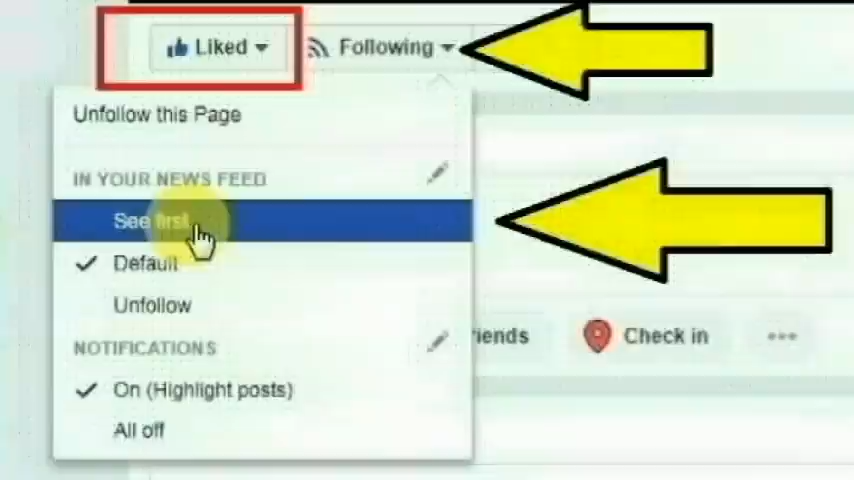 Liked Following
Unfollow this Page
IN YOUR NEWS FEED
See first
Default
Unfollow
NOTIFICATIONS
riends Check in
On (Highlight posts)
All off